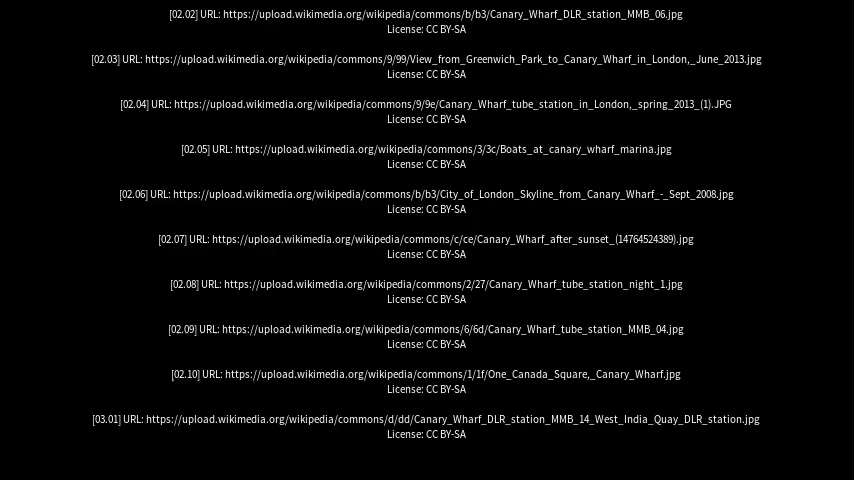 [02.02] URL: https://upload.wikimedia.org/wikipedia/commons/b/b3/Canary_Wharf_DLR_station_MMB_06.jpg
License: CC BY-SA
[02.03] URL: https://upload.wikimedia.org/wikipedia/commons/9/99/View_from_Greenwich_Park_to_Canary_Wharf_in_London,_June_2013.jpg
License: CC BY-SA
[02.04] URL: https://upload.wikimedia.org/wikipedia/commons/9/9e/Canary_Wharf_tube_station_in_London,_spring_2013_(1).JPG
License: CC BY-SA
[02.05] URL: https://upload.wikimedia.org/wikipedia/commons/3/3c/Boats_at_canary_wharf_marina.jpg
License: CC BY-SA
[02.06] URL: https://upload.wikimedia.org/wikipedia/commons/b/b3/City_of_London_Skyline_from_Canary_Wharf_-_Sept_2008.jpg
License: CC BY-SA
[02.07] URL: https://upload.wikimedia.org/wikipedia/commons/c/ce/Canary_Wharf_after_sunset_(14764524389).jpg
License: CC BY-SA
[02.08] URL: https://upload.wikimedia.org/wikipedia/commons/2/27/Canary_Wharf_tube_station_night_1.jpg
License: CC BY-SA
[02.09] URL: https://upload.wikimedia.org/wikipedia/commons/6/6d/Canary_Wharf_tube_station_MMB_04.jpg
License: CC BY-SA
[02.10] URL: https://upload.wikimedia.org/wikipedia/commons/1/1f/One_Canada_Square,_Canary_Wharf.jpg
License: CC BY-SA
[03.01] URL: https://upload.wikimedia.org/wikipedia/commons/d/dd/Canary_Wharf_DLR_station_MMB_14_West_India_Quay_DLR_station.jpg
License: CC BY-SA